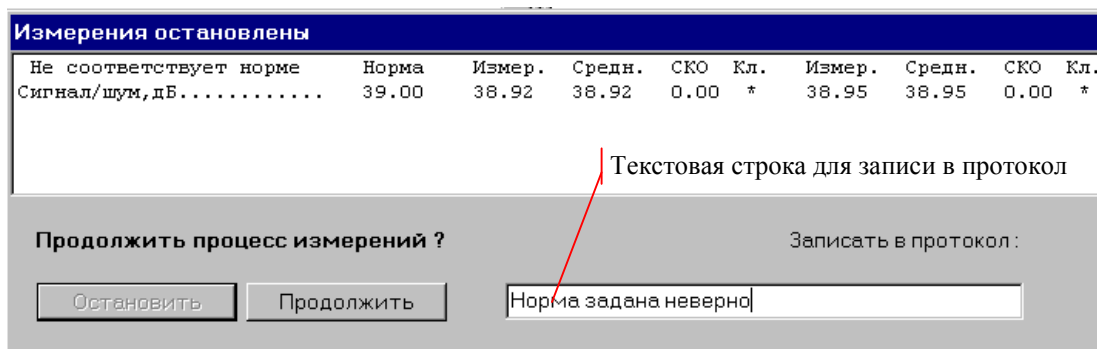 Измерения остановлены
Не соответствует норме Норма Измер. Средн. СКО Кл. Измер. Средн. СКО Кл.
Сигнал/шум,дБ............ 39.00 38.92 38.92 0.00 * 38.95 38.95 0.00 *
Текстовая строка для записи в протокол
Продолжить процесс измерений ? Записать в протокол :
Остановить Продолжить Норма задана неверно